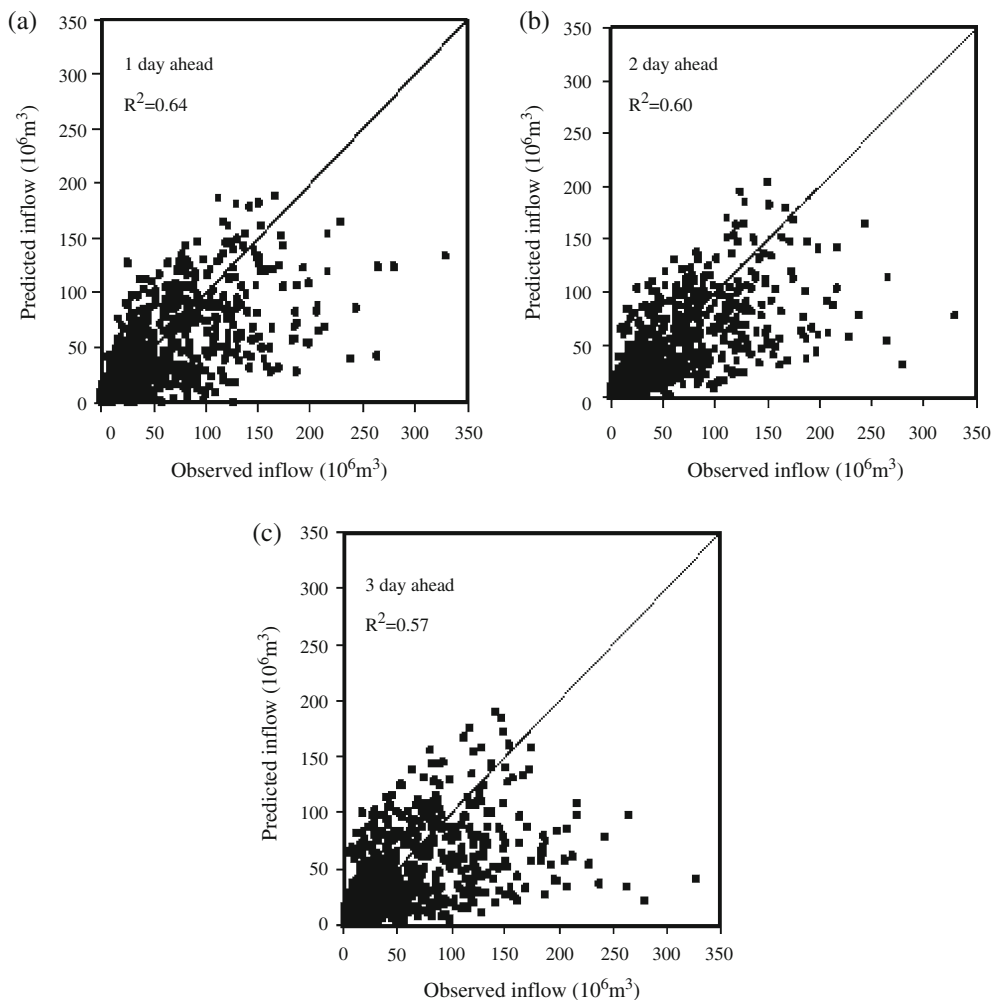 (a)
350
300
250
200
150
100
50
0
1 day ahead
R²=0.64
Predicted inflow (10⁶m³)
0 50 100 150 200 250 300 350
Observed inflow (10⁶m³)
(b)
350
300
250
200
150
100
50
0
2 day ahead
R²=0.60
Predicted inflow (10⁶m³)
0 50 100 150 200 250 300 350
Observed inflow (10⁶m³)
(c)
350
300
250
200
150
100
50
0
3 day ahead
R²=0.57
Predicted inflow (10⁶m³)
0 50 100 150 200 250 300 350
Observed inflow (10⁶m³)